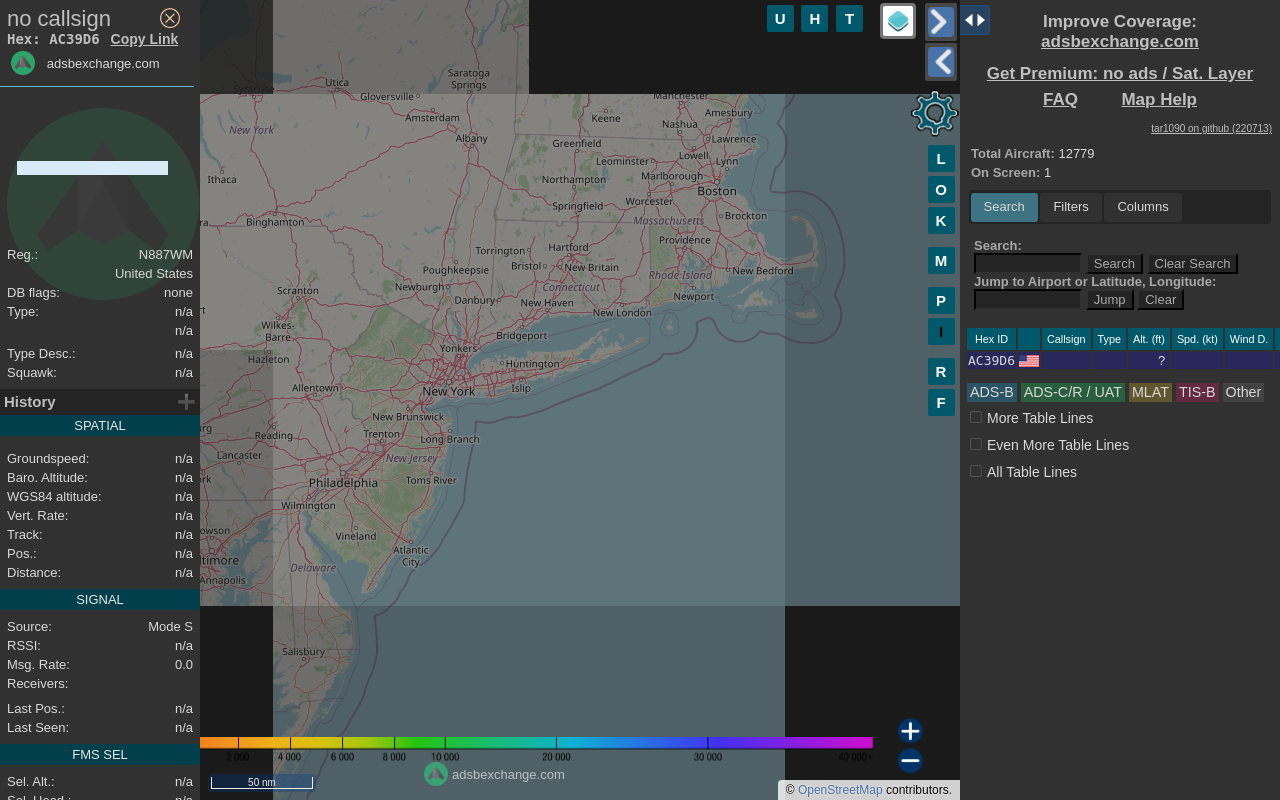 no callsign
Hex: AC39D6 Copy Link
adsbexchange.com
Reg.: N887WM
United States
DB flags: none
Type: n/a
n/a
Type Desc.: n/a
Squawk: n/a
History
SPATIAL
Groundspeed: n/a
Baro. Altitude: n/a
WGS84 altitude: n/a
Vert. Rate: n/a
Track: n/a
Pos.: n/a
Distance: n/a
SIGNAL
Source: Mode S
RSSI: n/a
Msg. Rate: 0.0
Receivers:
Last Pos.: n/a
Last Seen: n/a
FMS SEL
Sel. Alt.: n/a
Sel. Head.: n/a
U H T
L
O
K
M
P
I
R
F
Syracuse
Utica
Saratoga
Springs
Gloversville
Amsterdam
Albany
New York
Ithaca
Binghamton
Manchester
Keene
Amesbury
Nashua
Lawrence
Greenfield
Lowell
Leominster
Lynn
Northampton
Marlborough
Boston
Worcester
Springfield
Massachusetts
Brockton
Providence
Torrington
Hartford
Bristol
New Britain
Poughkeepsie
Rhode Island
New Bedford
Connecticut
Newburgh
Newport
Danbury
New Haven
New London
Scranton
Wilkes-
Barre
Bridgeport
Yonkers
Hazleton
Huntington
New York
Islip
Allentown
New Brunswick
Reading
Trenton
Long Branch
Lancaster
New Jersey
Philadelphia
Toms River
Wilmington
Vineland
Atlantic
City
Delaware
Annapolis
Salisbury
2 000 4 000 6 000 8 000 10 000 20 000 30 000 40 000+
50 nm
adsbexchange.com
© OpenStreetMap contributors.
Improve Coverage:
adsbexchange.com
Get Premium: no ads / Sat. Layer
FAQ Map Help
tar1090 on github (220713)
Total Aircraft: 12779
On Screen: 1
Search Filters Columns
Search:
Search Clear Search
Jump to Airport or Latitude, Longitude:
Jump Clear
Hex ID Callsign Type Alt. (ft) Spd. (kt) Wind D.
AC39D6 ?
ADS-B ADS-C/R / UAT MLAT TIS-B Other
More Table Lines
Even More Table Lines
All Table Lines